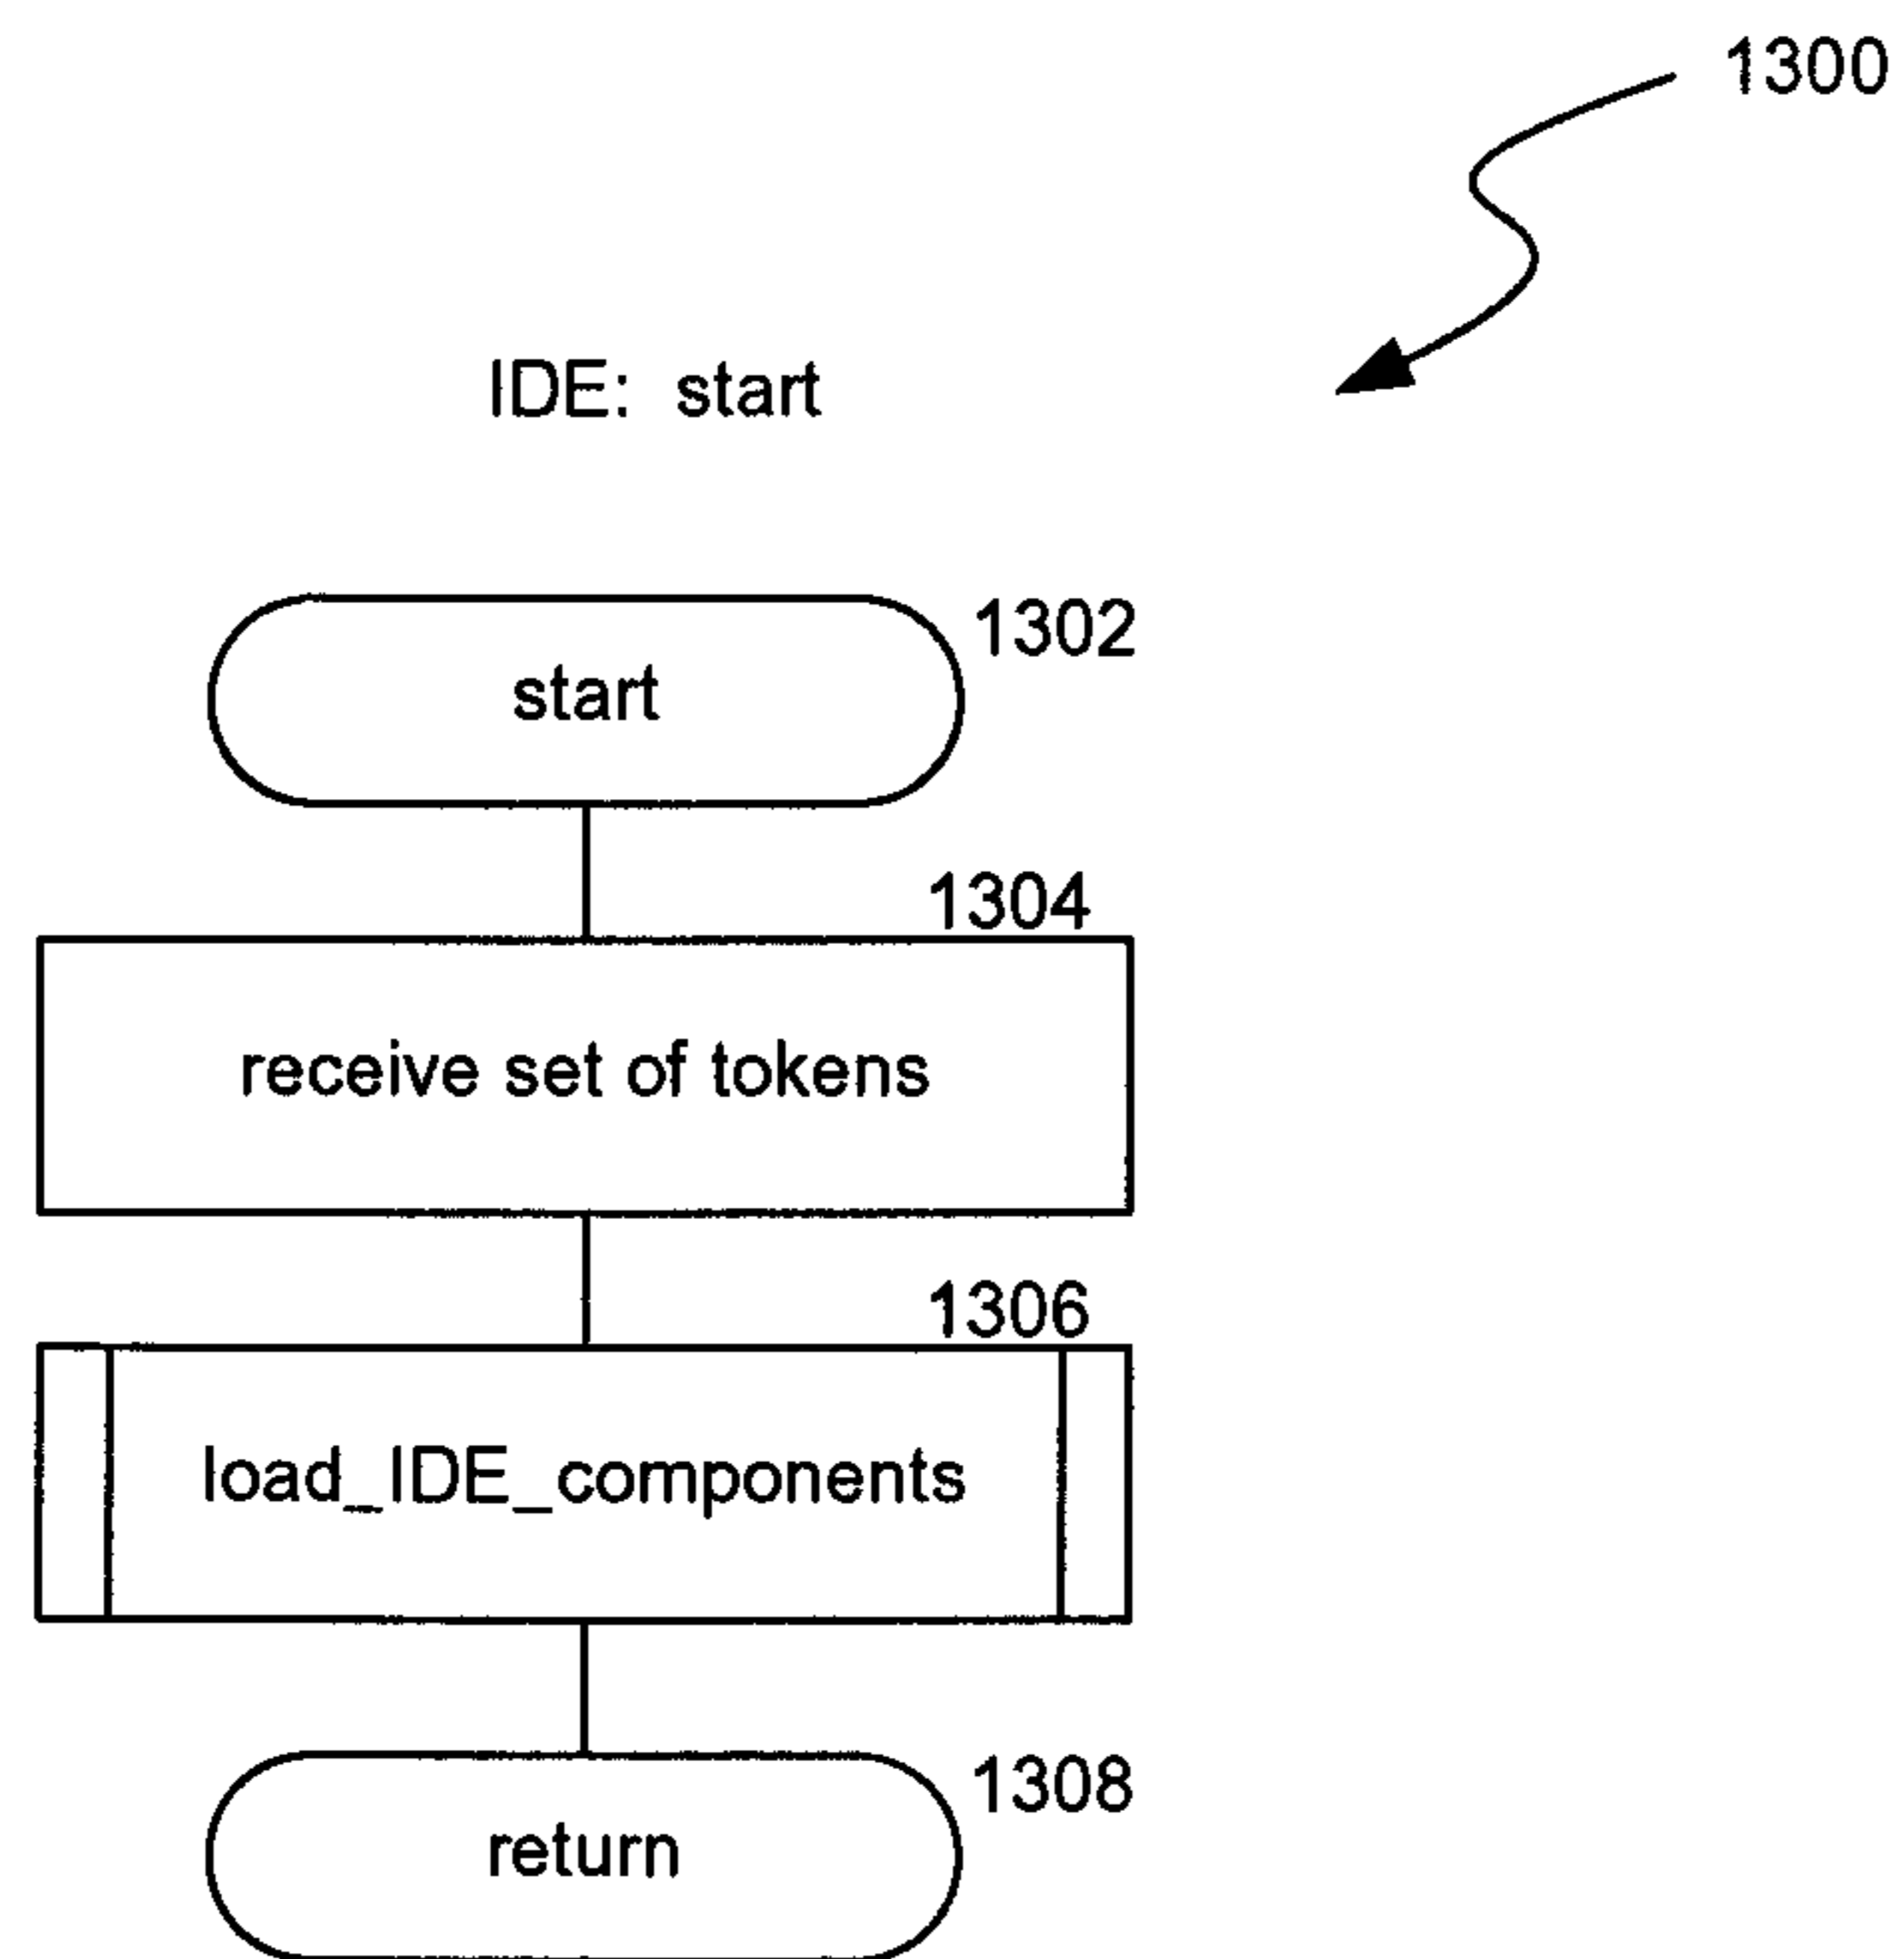 1300
IDE: start
1302
start
1304
receive set of tokens
1306
load_IDE_components
1308
return